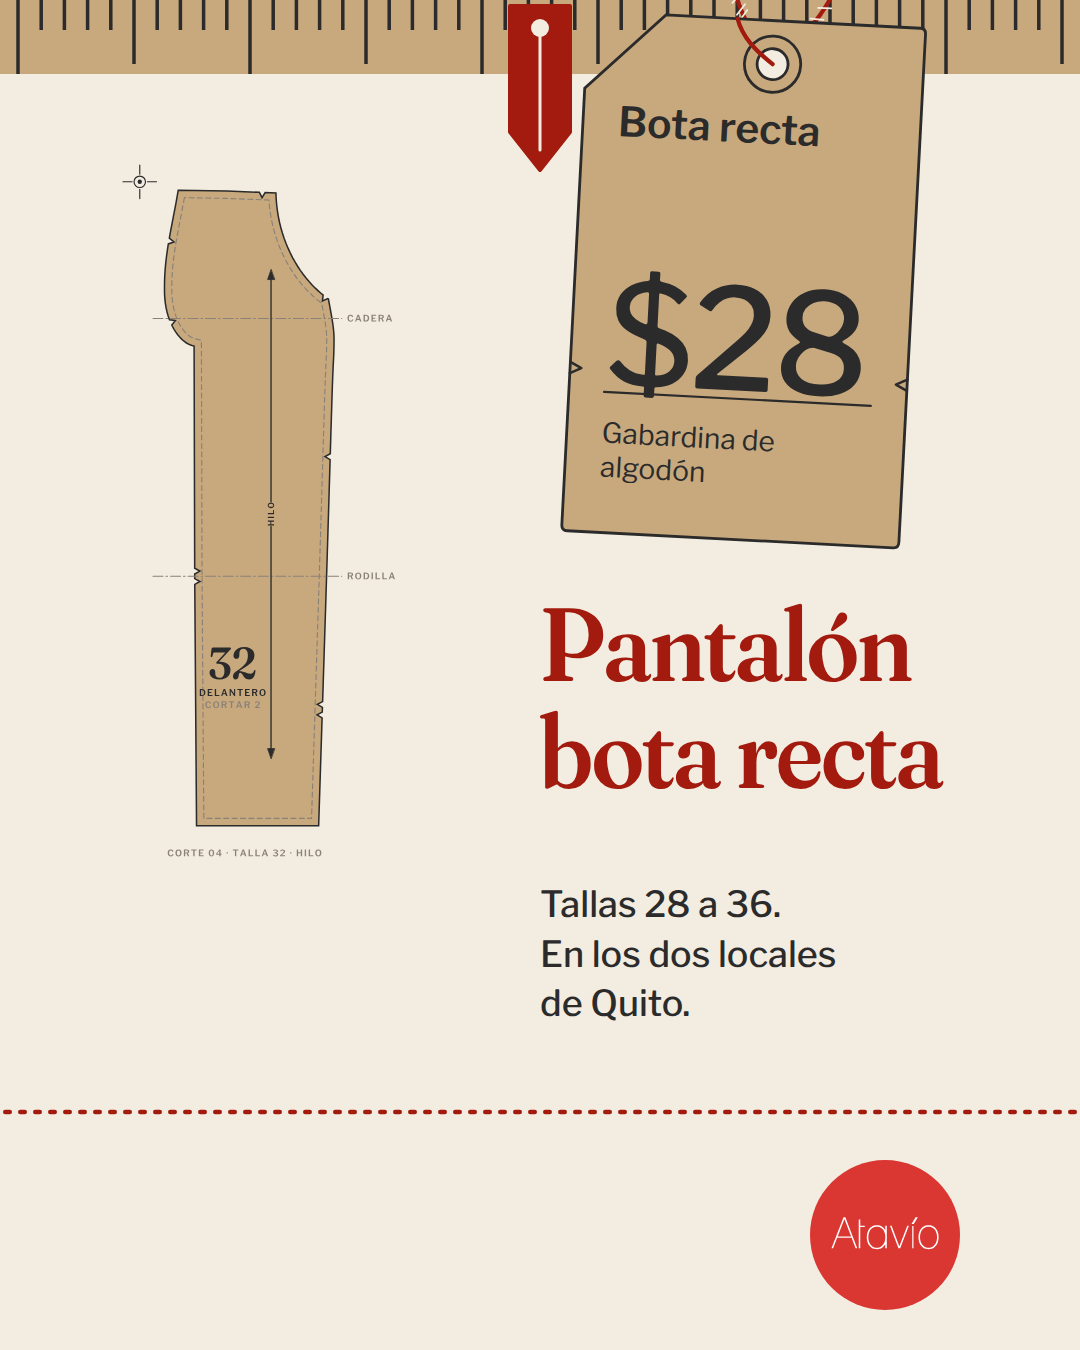 Bota recta
$28
Gabardina de
algodón
CADERA
HILO
RODILLA
32
DELANTERO
CORTAR 2
CORTE 04 · TALLA 32 · HILO
Pantalón
bota recta
Tallas 28 a 36.
En los dos locales
de Quito.
Atavío